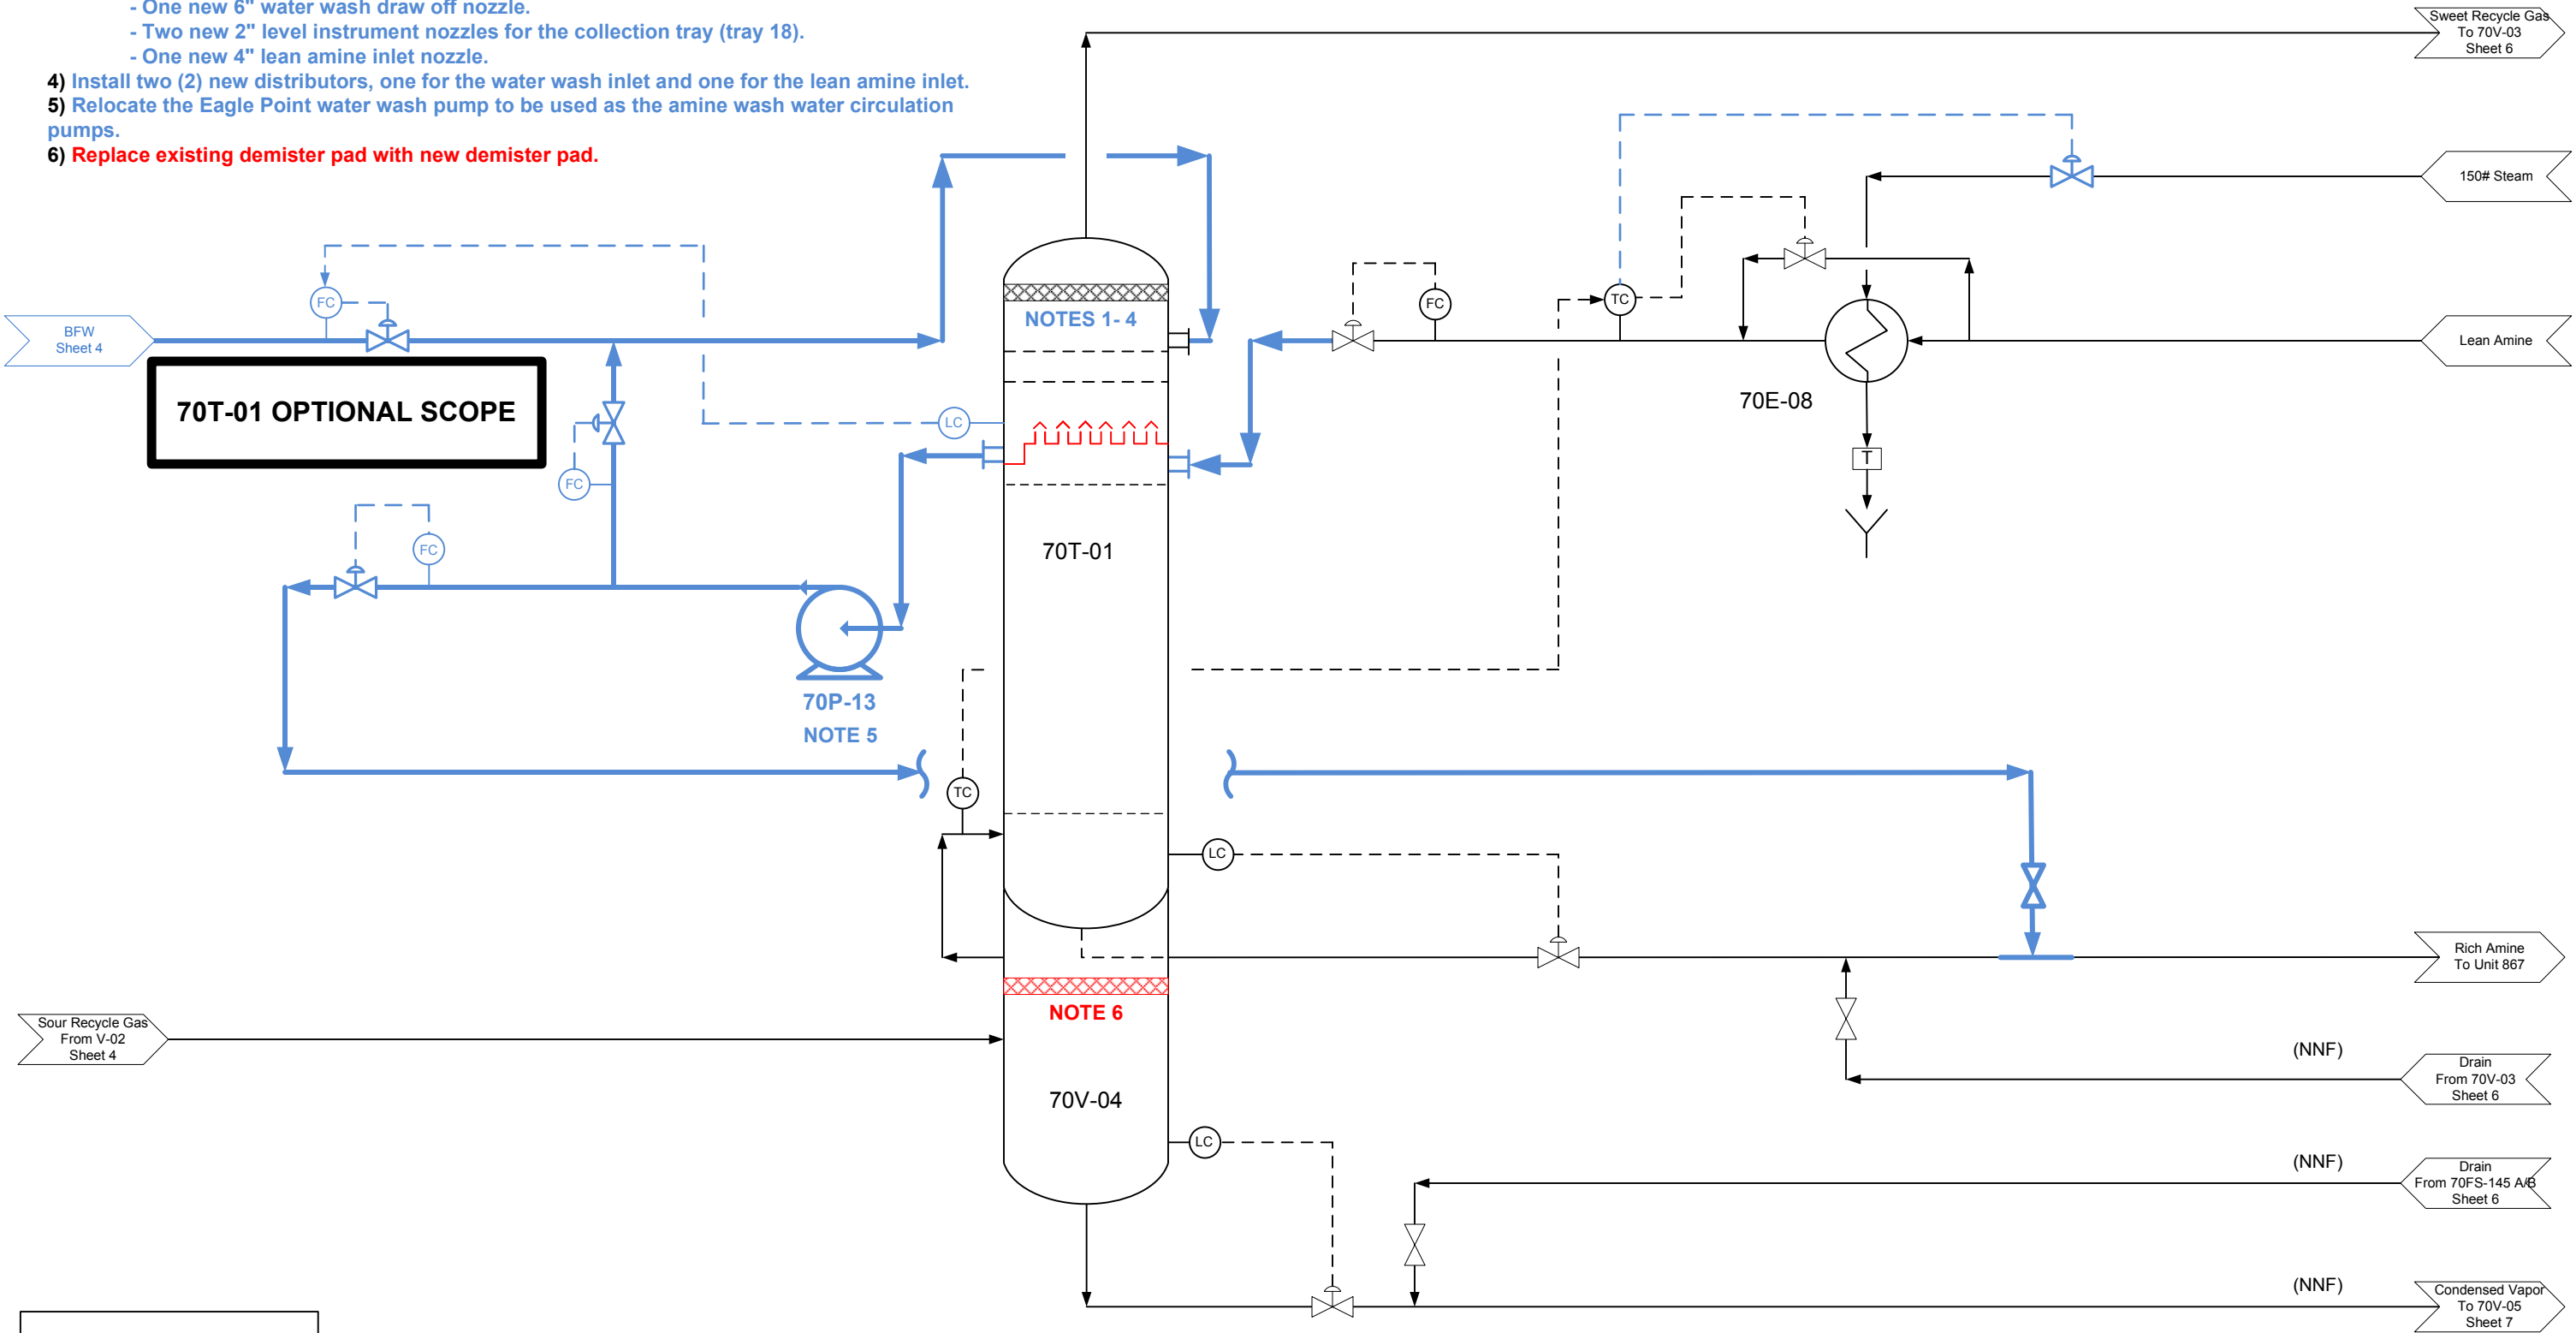 - One new 6" water wash draw off nozzle.
- Two new 2" level instrument nozzles for the collection tray (tray 18).
- One new 4" lean amine inlet nozzle.
4) Install two (2) new distributors, one for the water wash inlet and one for the lean amine inlet.
5) Relocate the Eagle Point water wash pump to be used as the amine wash water circulation
pumps.
6) Replace existing demister pad with new demister pad.
Sweet Recycle Gas
To 70V-03
Sheet 6
150# Steam
FC
FC
TC
NOTES 1- 4
BFW
Sheet 4
Lean Amine
70T-01 OPTIONAL SCOPE
70E-08
LC
T
FC
FC
70T-01
70P-13
NOTE 5
TC
LC
Rich Amine
To Unit 867
NOTE 6
Sour Recycle Gas
From V-02
Sheet 4
(NNF)
Drain
From 70V-03
Sheet 6
70V-04
LC
(NNF)
Drain
From 70FS-145 A/B
Sheet 6
(NNF)
Condensed Vapor
To 70V-05
Sheet 7